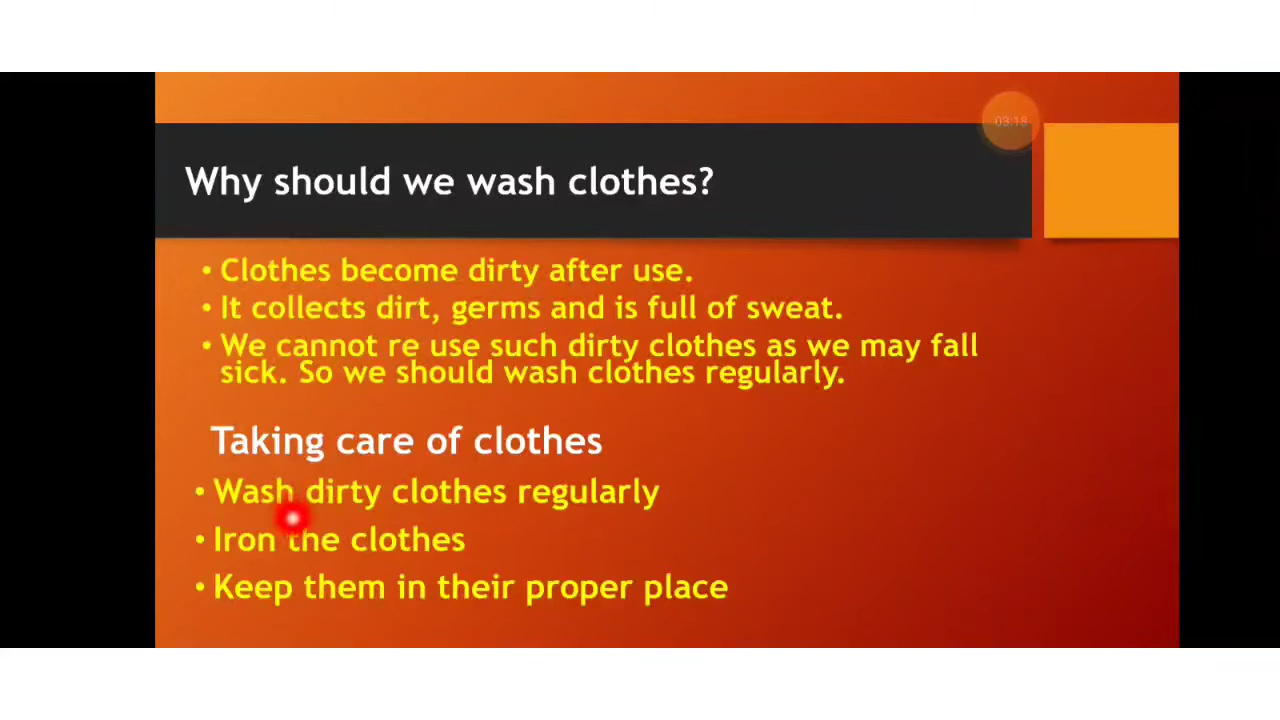 03:18
Why should we wash clothes?
• Clothes become dirty after use.
• It collects dirt, germs and is full of sweat.
• We cannot re use such dirty clothes as we may fall
sick. So we should wash clothes regularly.
Taking care of clothes
• Wash dirty clothes regularly
• Iron the clothes
• Keep them in their proper place